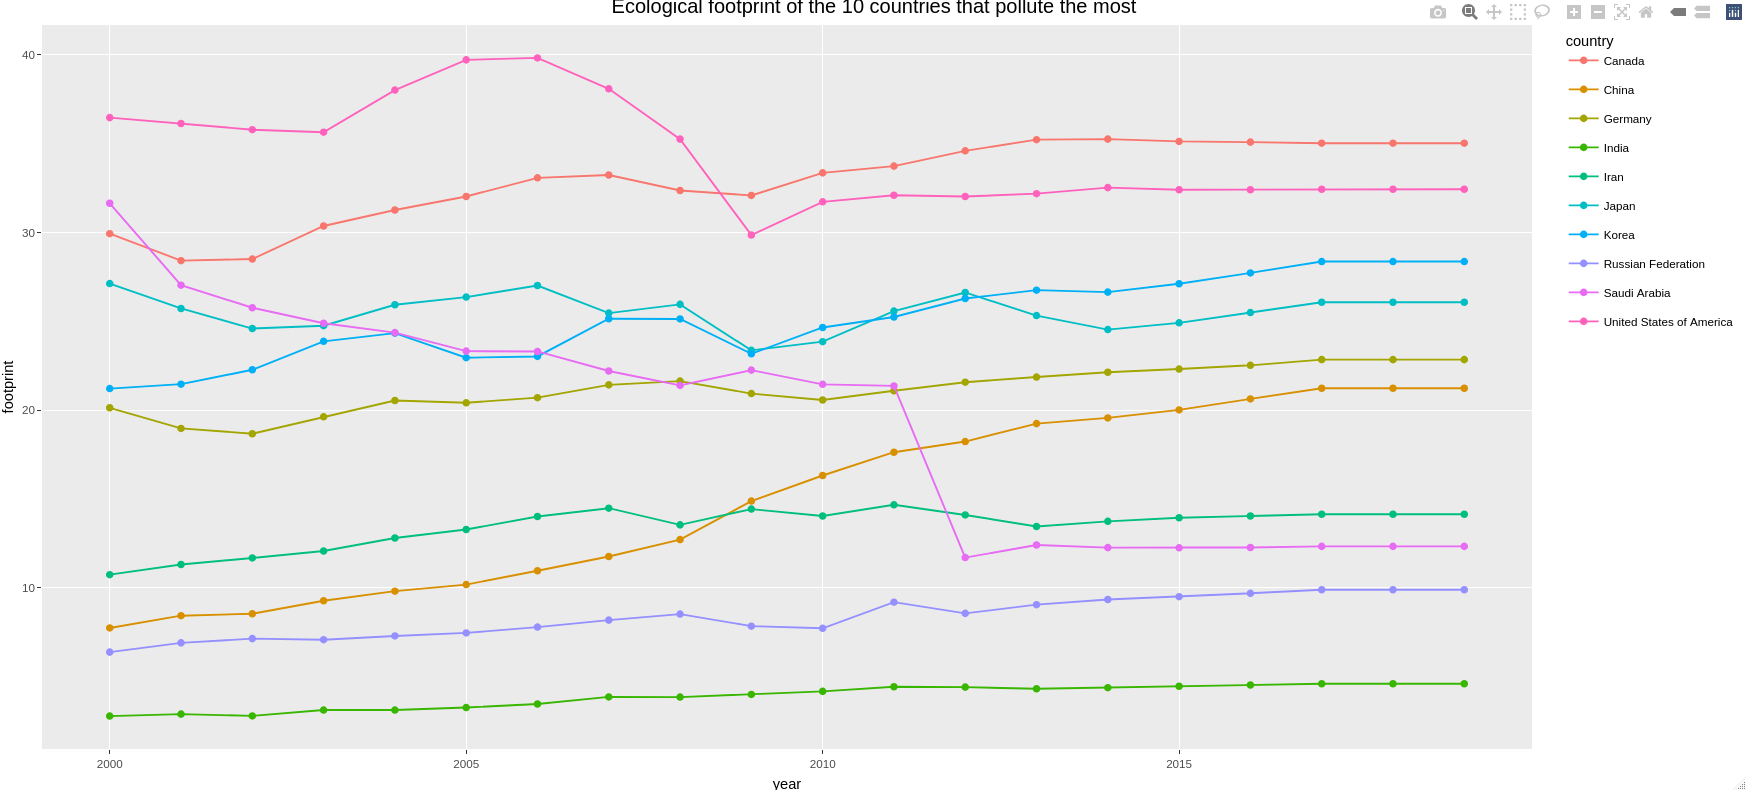 Ecological footprint of the 10 countries that pollute the most
country
Canada
China
Germany
India
Iran
Japan
Korea
Russian Federation
Saudi Arabia
United States of America
footprint
40
30
20
10
2000
2005
2010
2015
year